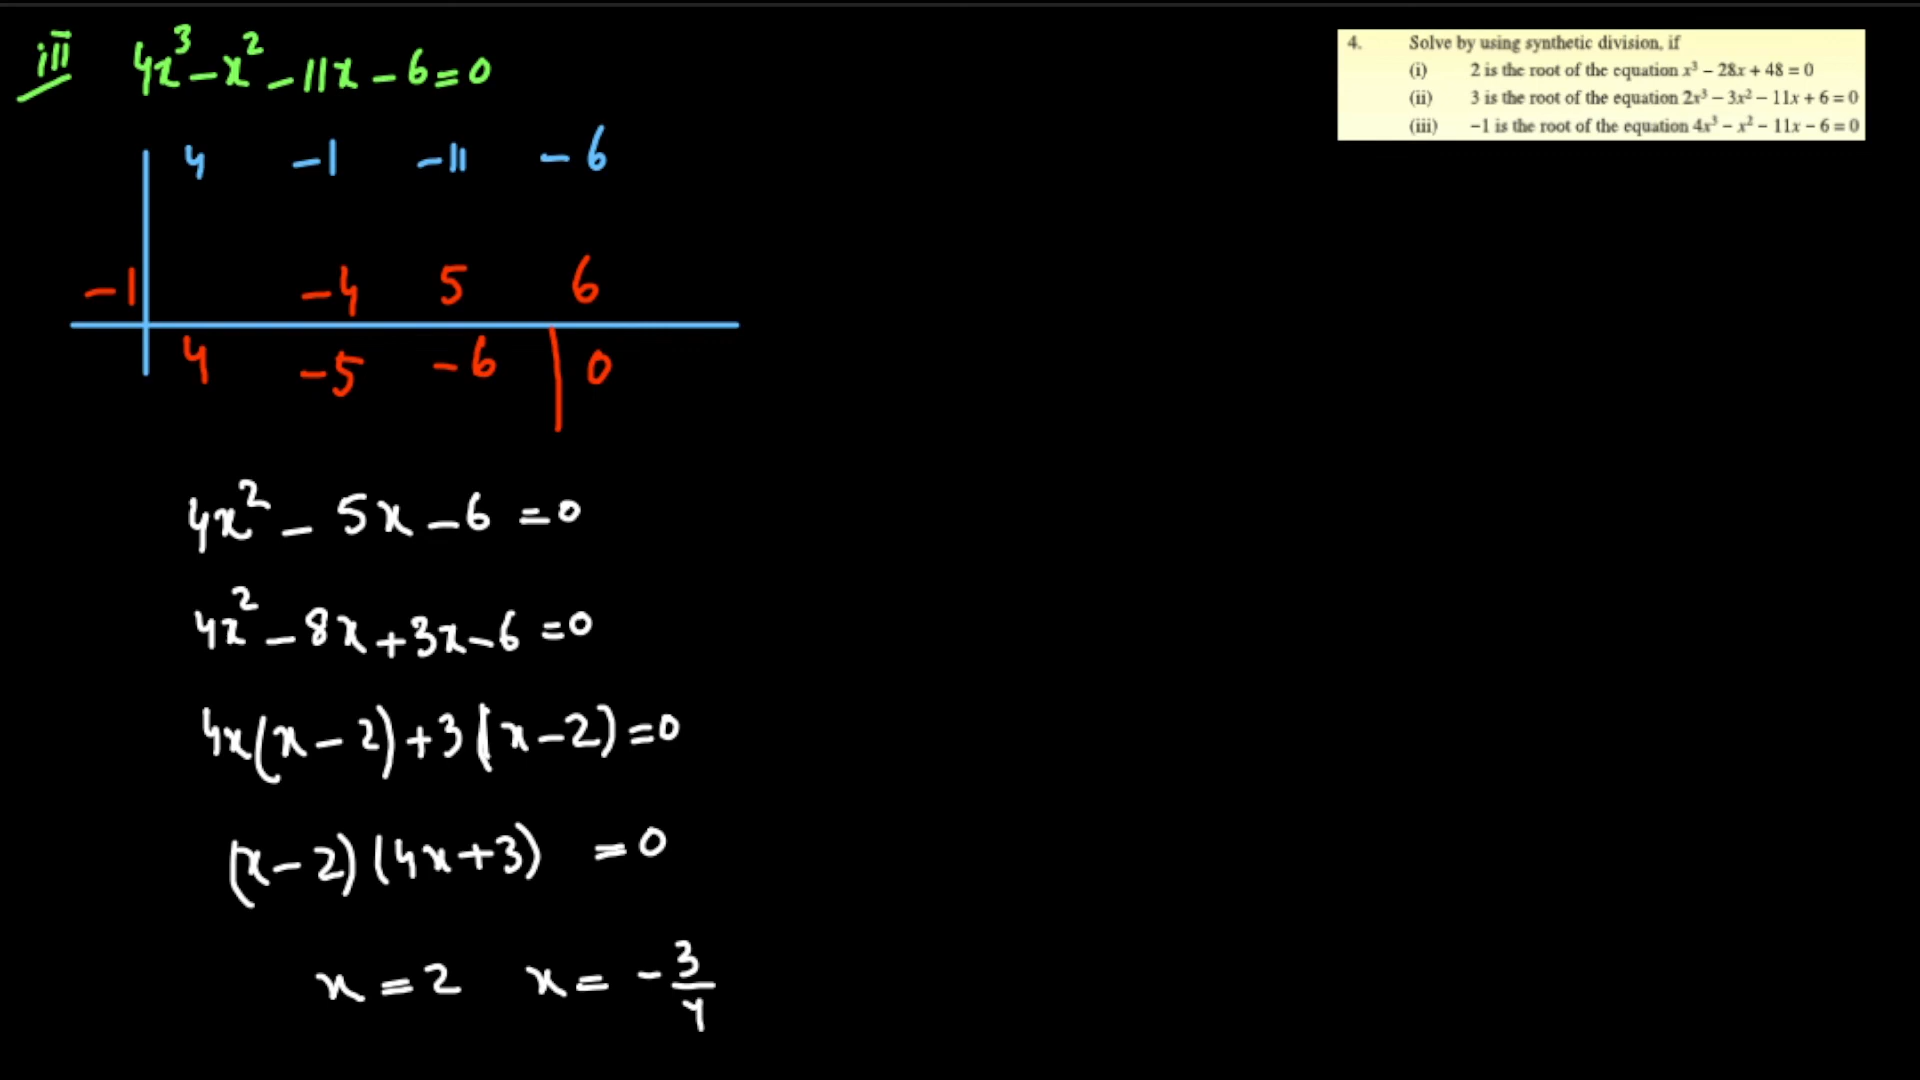 iii 4x³ - x² - 11x - 6 = 0
4 -1 -11 -6
-1 -4 5 6
4 -5 -6 0
4x² - 5x - 6 = 0
4x² - 8x + 3x - 6 = 0
4x(x - 2) + 3(x - 2) = 0
(x - 2)(4x + 3) = 0
x = 2 x = -3/4
4. Solve by using synthetic division, if
(i) 2 is the root of the equation x³ – 28x + 48 = 0
(ii) 3 is the root of the equation 2x³ – 3x² – 11x + 6 = 0
(iii) –1 is the root of the equation 4x³ – x² – 11x – 6 = 0